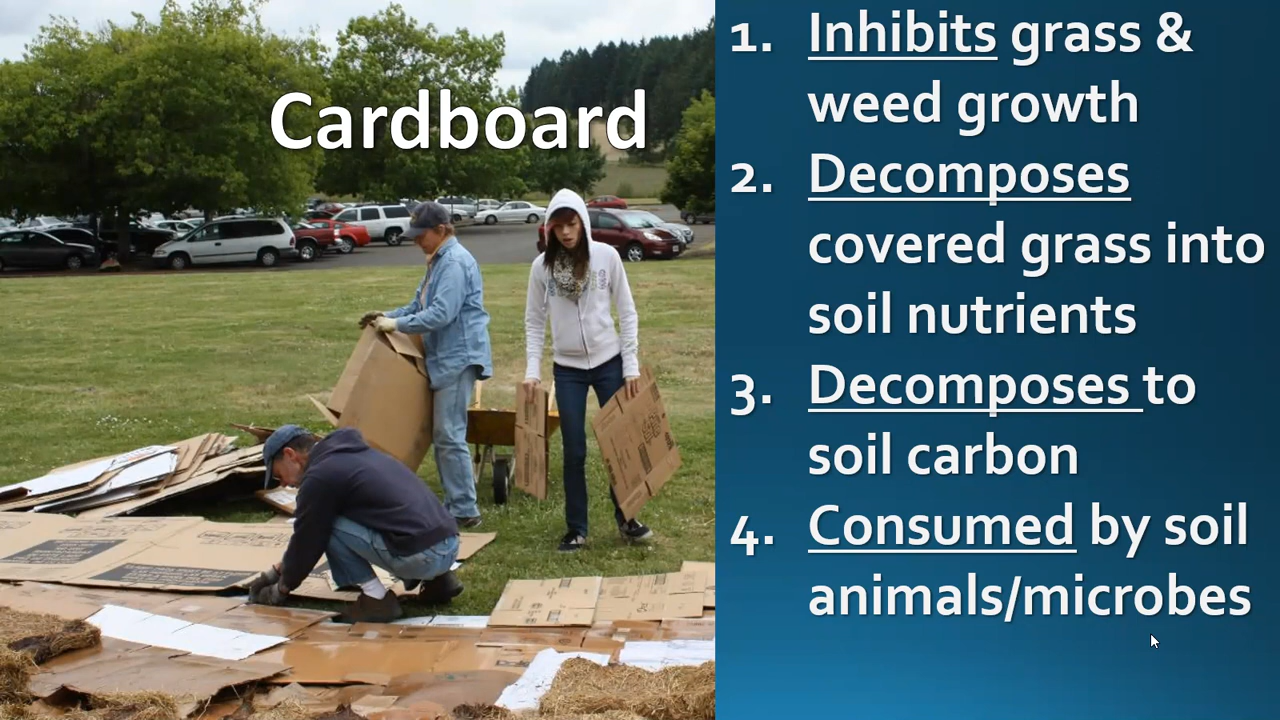 Cardboard
1. Inhibits grass &
weed growth
2. Decomposes
covered grass into
soil nutrients
3. Decomposes to
soil carbon
4. Consumed by soil
animals/microbes